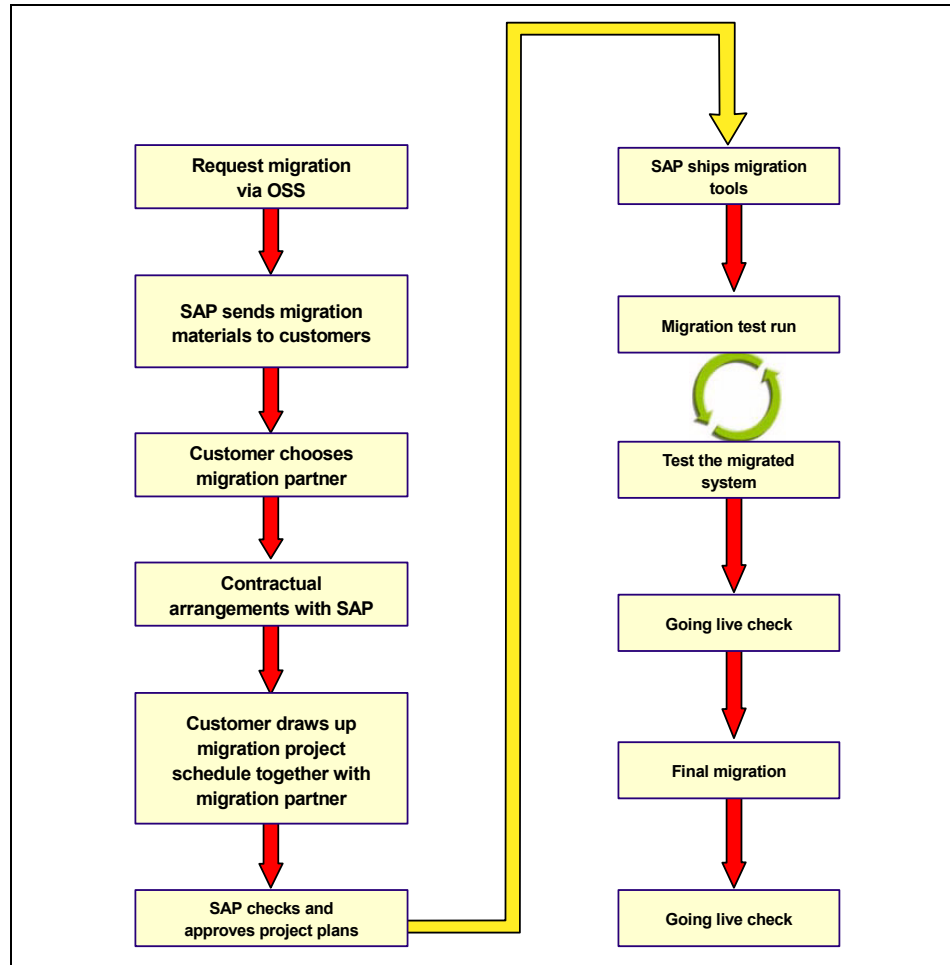 Request migration
via OSS
SAP sends migration
materials to customers
Customer chooses
migration partner
Contractual
arrangements with SAP
Customer draws up
migration project
schedule together with
migration partner
SAP checks and
approves project plans
SAP ships migration
tools
Migration test run
Test the migrated
system
Going live check
Final migration
Going live check